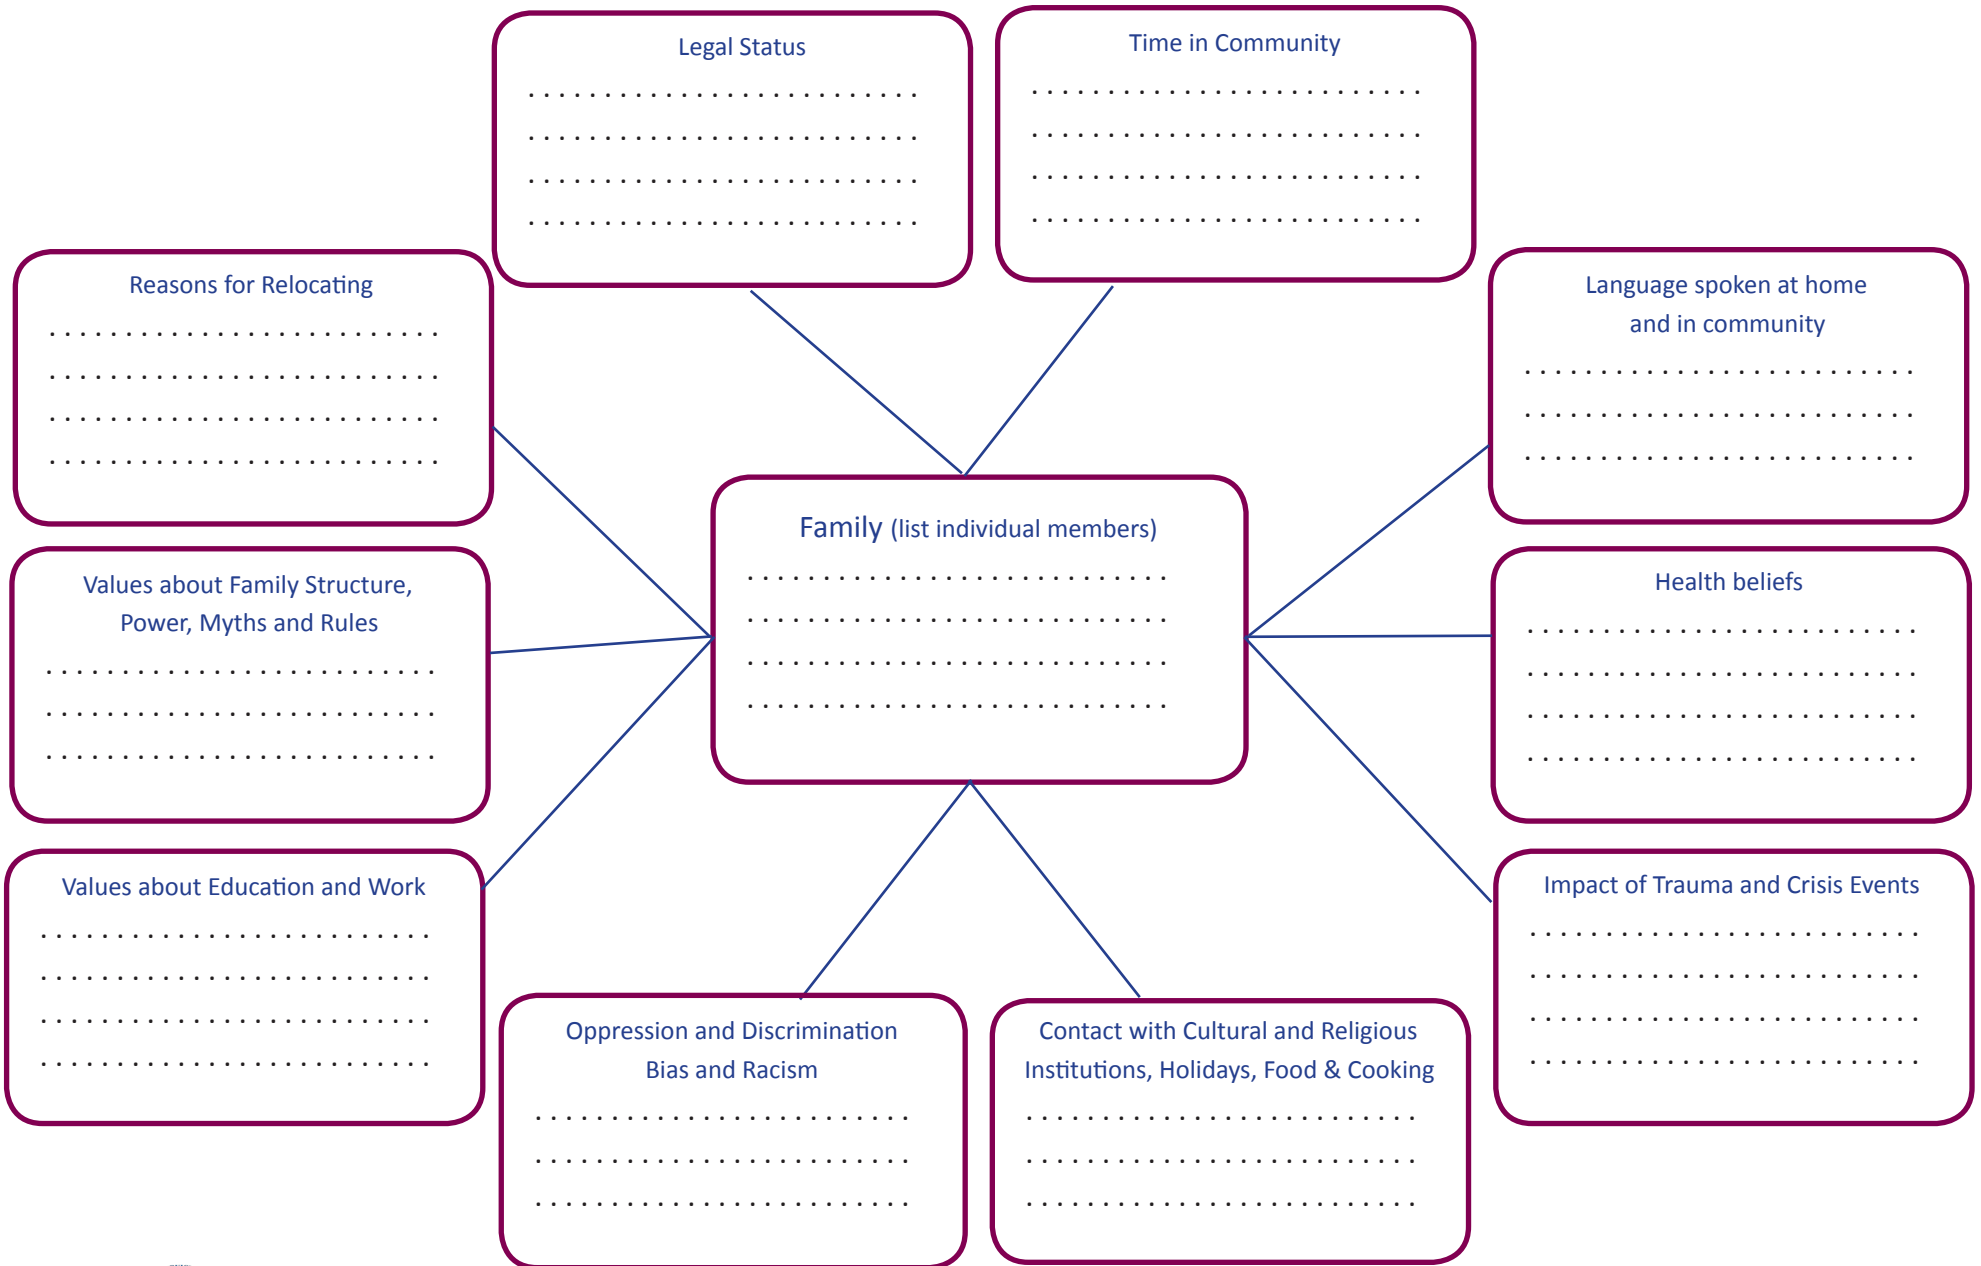 Legal Status
Time in Community
Reasons for Relocating
Language spoken at home
and in community
Family (list individual members)
Values about Family Structure,
Power, Myths and Rules
Health beliefs
Values about Education and Work
Impact of Trauma and Crisis Events
Oppression and Discrimination
Bias and Racism
Contact with Cultural and Religious
Institutions, Holidays, Food & Cooking